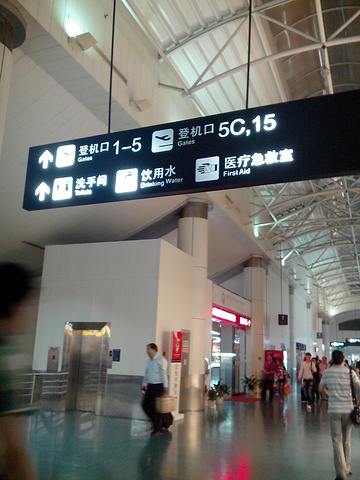 登机口 1–5 登机口 5C,15
Gates Gates
洗手间 饮用水 医疗急救室
Toilets Drinking Water First Aid